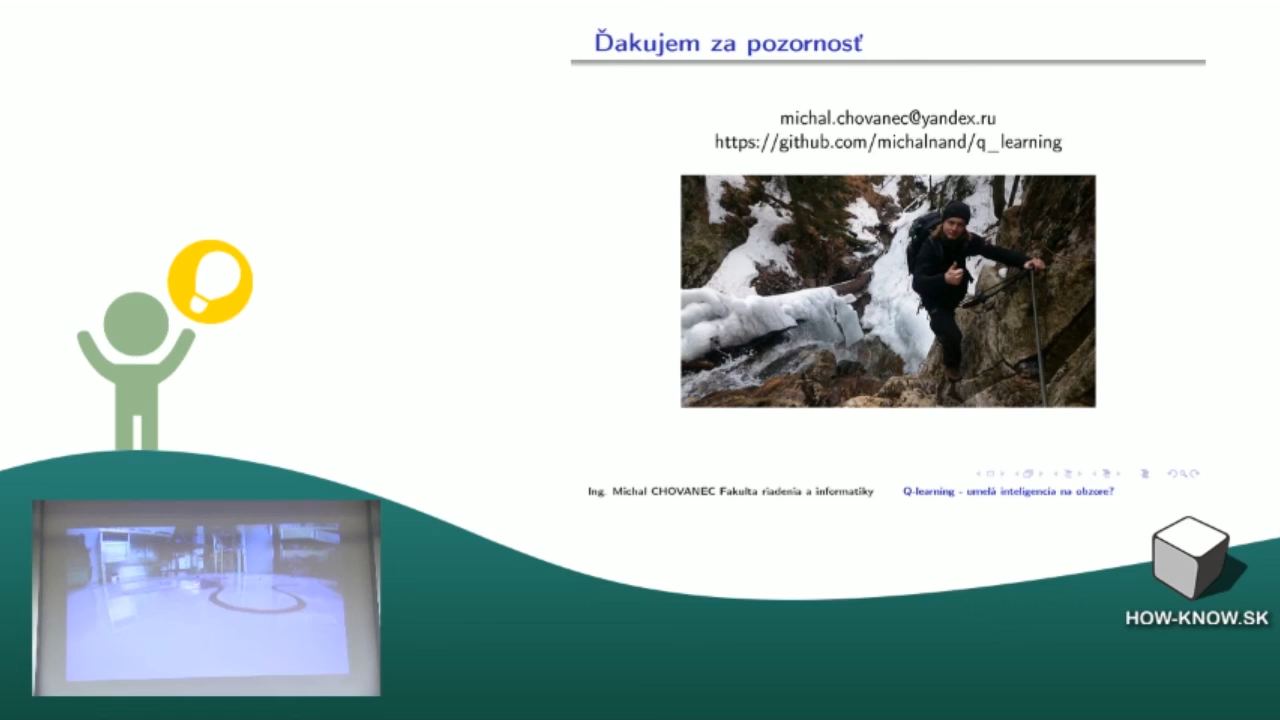 Ďakujem za pozornosť
michal.chovanec@yandex.ru
https://github.com/michalnand/q_learning
Ing. Michal CHOVANEC Fakulta riadenia a informatiky
Q-learning - umelá inteligencia na obzore?
HOW-KNOW.SK